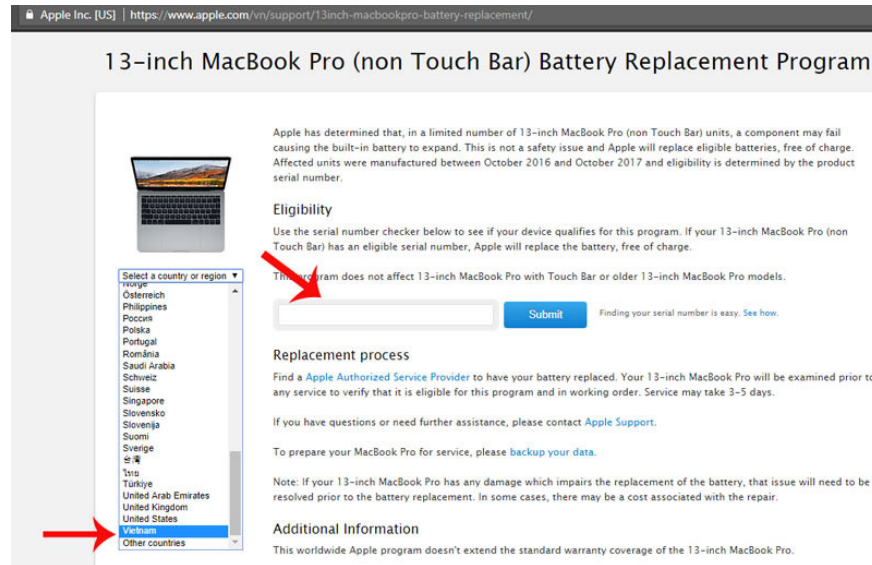 Apple Inc. [US] | https://www.apple.com/vn/support/13inch-macbookpro-battery-replacement/
13-inch MacBook Pro (non Touch Bar) Battery Replacement Program
Apple has determined that, in a limited number of 13-inch MacBook Pro (non Touch Bar) units, a component may fail
causing the built-in battery to expand. This is not a safety issue and Apple will replace eligible batteries, free of charge.
Affected units were manufactured between October 2016 and October 2017 and eligibility is determined by the product
serial number.
Eligibility
Use the serial number checker below to see if your device qualifies for this program. If your 13-inch MacBook Pro (non
Touch Bar) has an eligible serial number, Apple will replace the battery, free of charge.
This program does not affect 13-inch MacBook Pro with Touch Bar or older 13-inch MacBook Pro models.
Submit
Finding your serial number is easy. See how.
Replacement process
Find a Apple Authorized Service Provider to have your battery replaced. Your 13-inch MacBook Pro will be examined prior to
any service to verify that it is eligible for this program and in working order. Service may take 3-5 days.
If you have questions or need further assistance, please contact Apple Support.
To prepare your MacBook Pro for service, please backup your data.
Note: If your 13-inch MacBook Pro has any damage which impairs the replacement of the battery, that issue will need to be
resolved prior to the battery replacement. In some cases, there may be a cost associated with the repair.
Additional Information
This worldwide Apple program doesn't extend the standard warranty coverage of the 13-inch MacBook Pro.
Select a country or region
Norge
Österreich
Philippines
Россия
Polska
Portugal
România
Saudi Arabia
Schweiz
Suisse
Singapore
Slovensko
Slovenija
Suomi
Sverige
台灣
ไทย
Türkiye
United Arab Emirates
United Kingdom
United States
Vietnam
Other countries